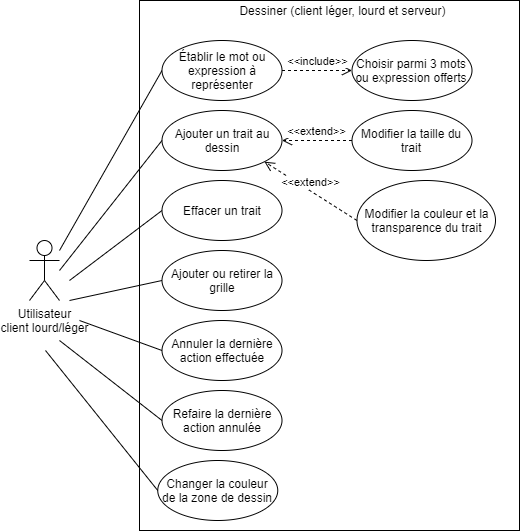 Dessiner (client léger, lourd et serveur)
Établir le mot ou
expression à
représenter
<<include>>
Choisir parmi 3 mots
ou expression offerts
Ajouter un trait au
dessin
<<extend>>
Modifier la taille du
trait
<<extend>>
Effacer un trait
Modifier la couleur et la
transparence du trait
Ajouter ou retirer la
grille
Utilisateur
client lourd/léger
Annuler la dernière
action effectuée
Refaire la dernière
action annulée
Changer la couleur
de la zone de dessin